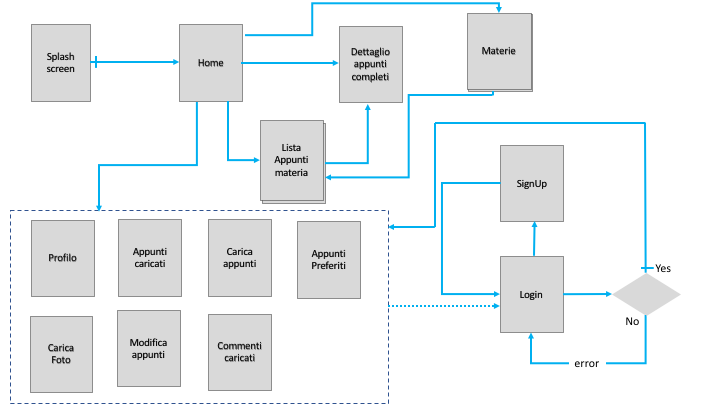 Splash
screen
Home
Dettaglio
appunti
completi
Materie
Lista
Appunti
materia
SignUp
Profilo
Appunti
caricati
Carica
appunti
Appunti
Preferiti
Login
Yes
No
Carica
Foto
Modifica
appunti
Commenti
caricati
error